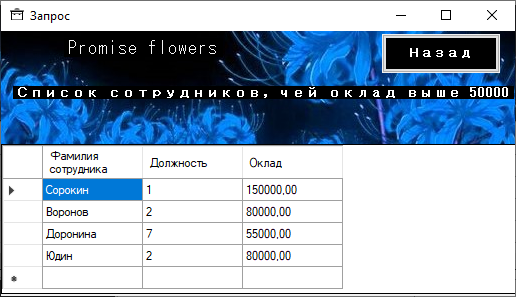 Запрос
Promise flowers
Назад
Список сотрудников, чей оклад выше 50000
Фамилия сотрудника Должность Оклад
Сорокин 1 150000,00
Воронов 2 80000,00
Доронина 7 55000,00
Юдин 2 80000,00